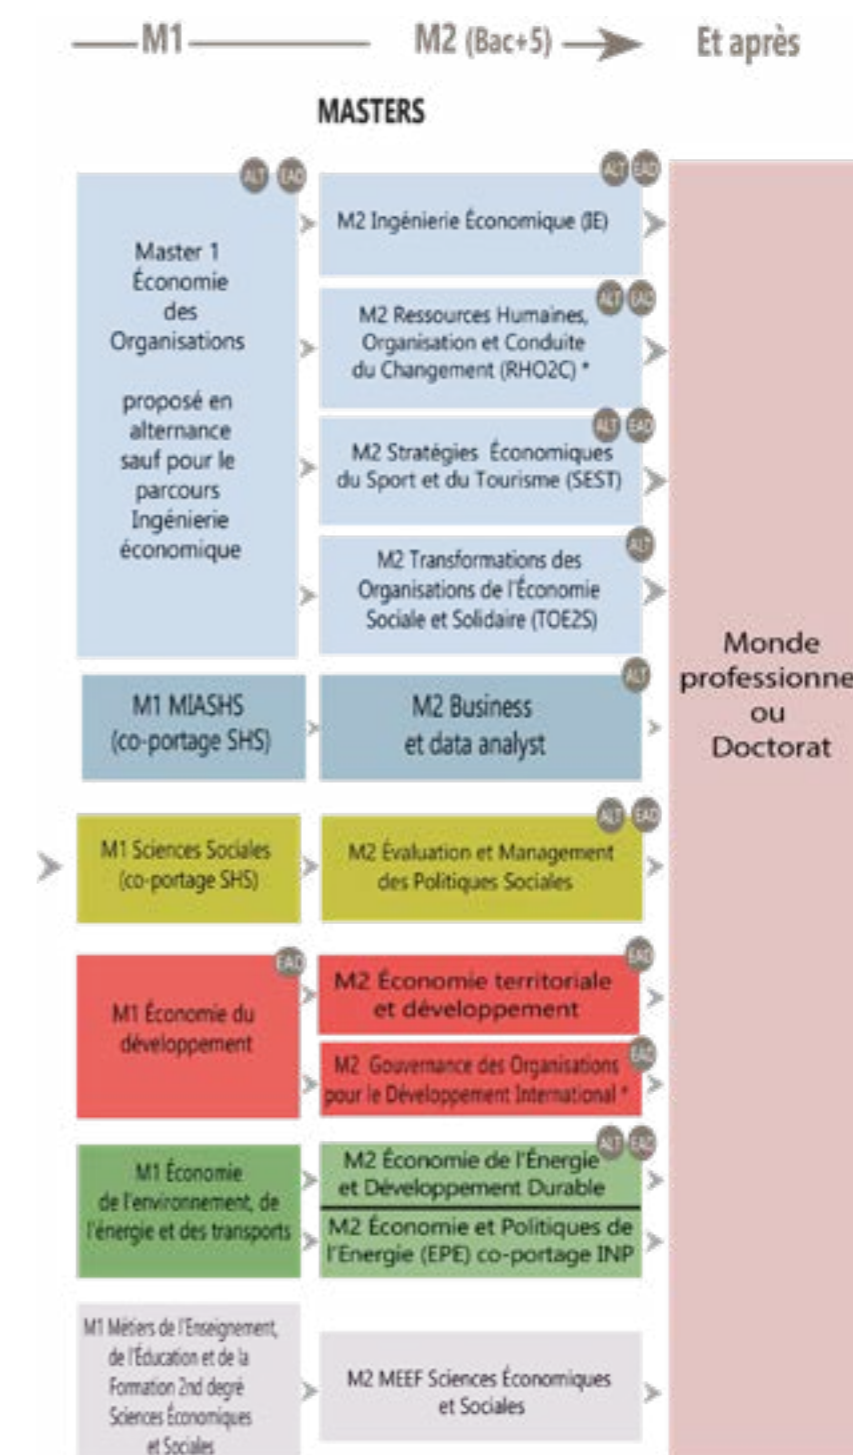 M1
M2 (Bac+5)
Et après
MASTERS
ALT EAD
Master 1
Économie
des
Organisations
proposé en
alternance
sauf pour le
parcours
Ingénierie
économique
ALT EAD
M2 Ingénierie Économique (IE)
ALT EAD
M2 Ressources Humaines,
Organisation et Conduite
du Changement (RHO2C) *
ALT EAD
M2 Stratégies Économiques
du Sport et du Tourisme (SEST)
ALT
M2 Transformations des
Organisations de l'Économie
Sociale et Solidaire (TOE2S)
M1 MIASHS
(co-portage SHS)
ALT
M2 Business
et data analyst
M1 Sciences Sociales
(co-portage SHS)
ALT EAD
M2 Évaluation et Management
des Politiques Sociales
EAD
M1 Économie du
développement
EAD
M2 Économie territoriale
et développement
EAD
M2 Gouvernance des Organisations
pour le Développement International *
M1 Économie
de l'environnement, de
l'énergie et des transports
ALT EAD
M2 Économie de l'Énergie
et Développement Durable
M2 Économie et Politiques de
l'Energie (EPE) co-portage INP
M1 Métiers de l'Enseignement,
de l'Éducation et de la
Formation 2nd degré
Sciences Économiques
et Sociales
M2 MEEF Sciences Économiques
et Sociales
Monde
professionne
ou
Doctorat